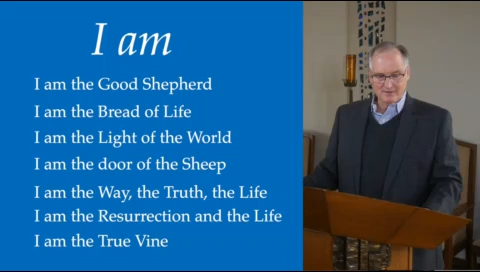 I am
I am the Good Shepherd
I am the Bread of Life
I am the Light of the World
I am the door of the Sheep
I am the Way, the Truth, the Life
I am the Resurrection and the Life
I am the True Vine